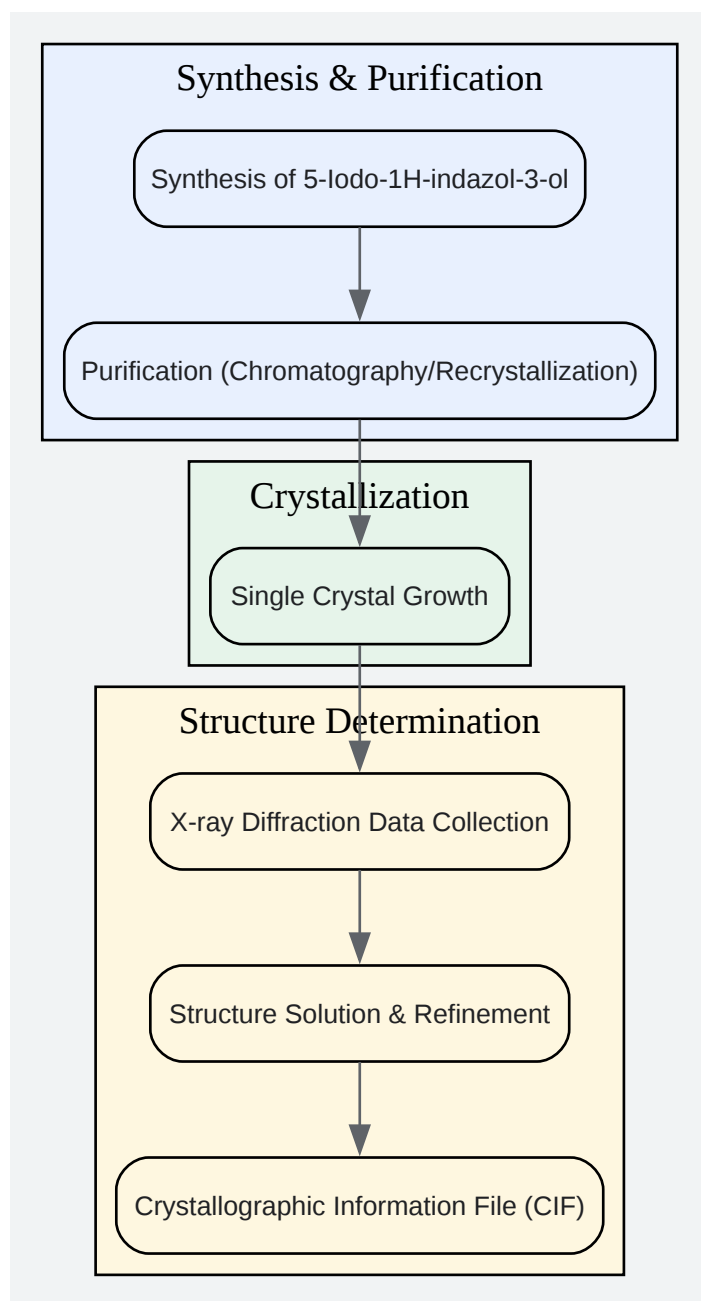 Synthesis & Purification
Synthesis of 5-Iodo-1H-indazol-3-ol
Purification (Chromatography/Recrystallization)
Crystallization
Single Crystal Growth
Structure Determination
X-ray Diffraction Data Collection
Structure Solution & Refinement
Crystallographic Information File (CIF)